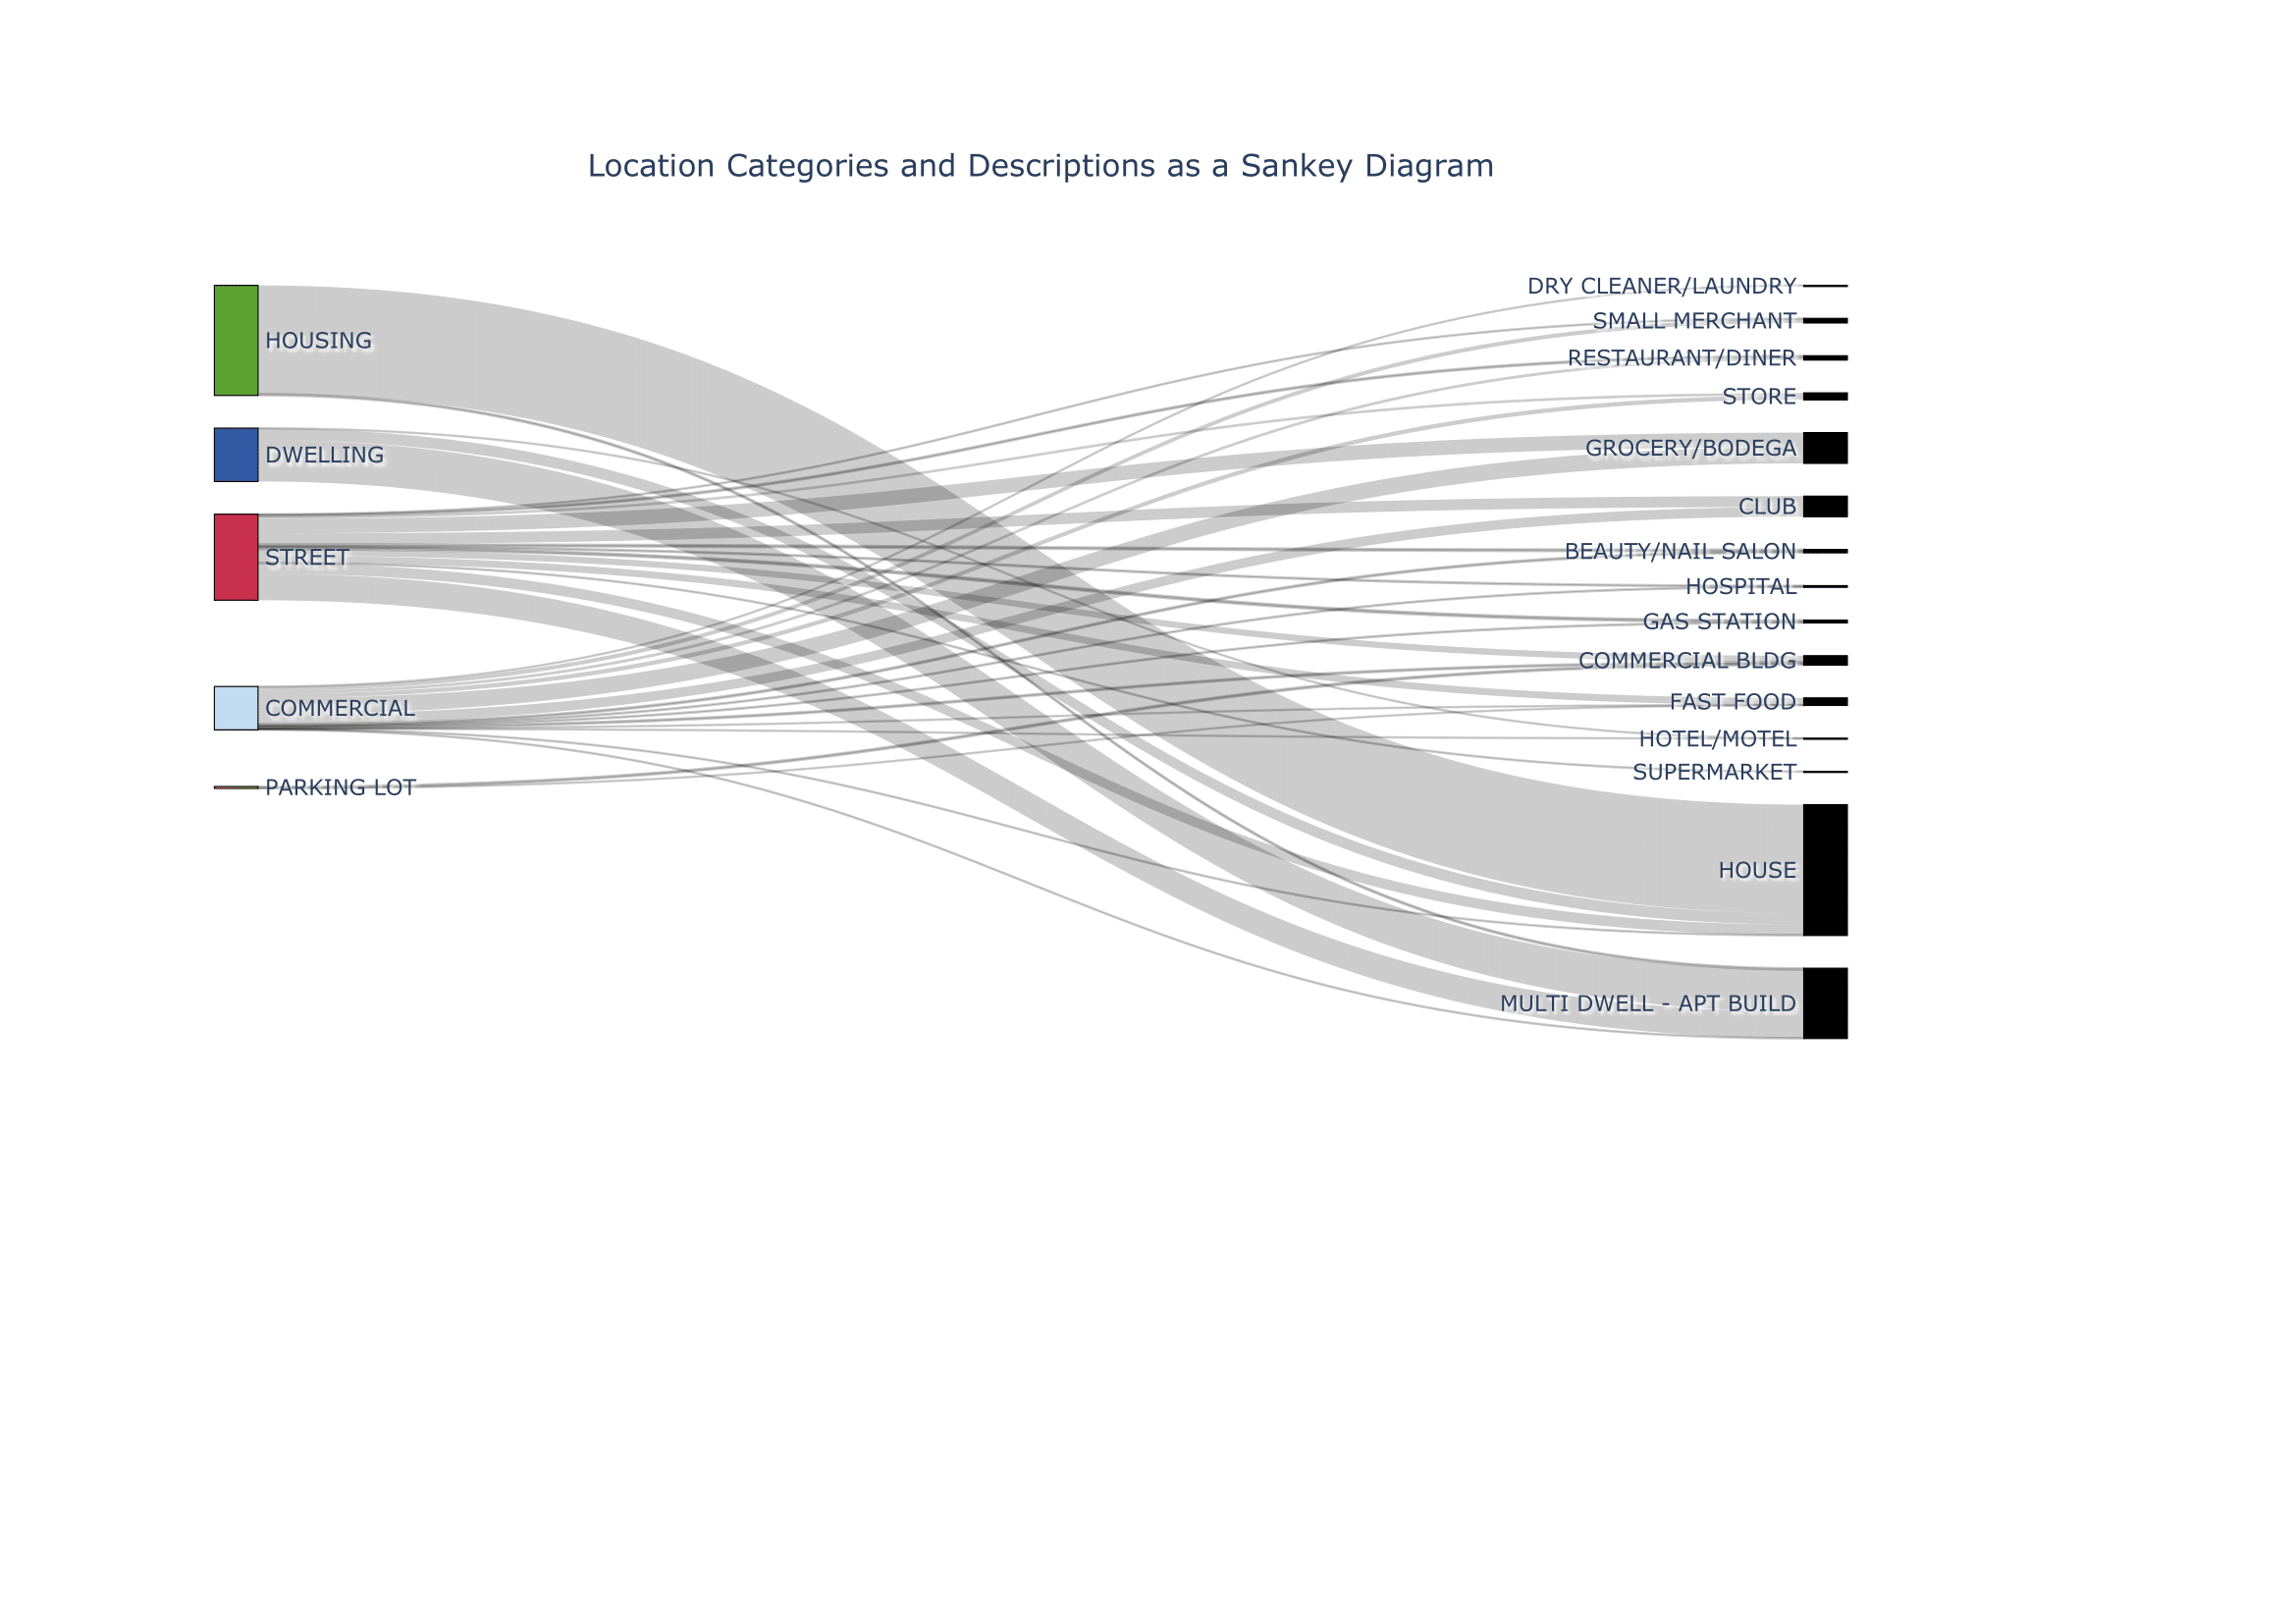 Location Categories and Descriptions as a Sankey Diagram
HOUSING
DWELLING
STREET
COMMERCIAL
PARKING LOT
DRY CLEANER/LAUNDRY
SMALL MERCHANT
RESTAURANT/DINER
STORE
GROCERY/BODEGA
CLUB
BEAUTY/NAIL SALON
HOSPITAL
GAS STATION
COMMERCIAL BLDG
FAST FOOD
HOTEL/MOTEL
SUPERMARKET
HOUSE
MULTI DWELL - APT BUILD